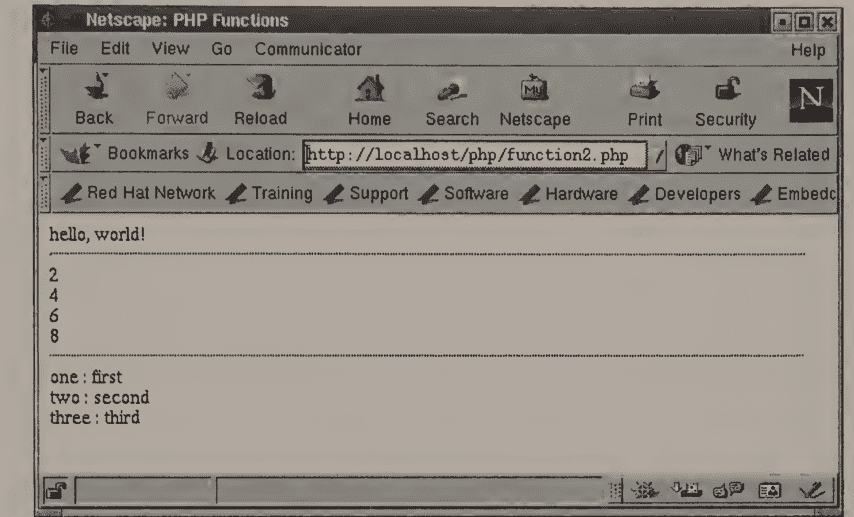 Netscape: PHP Functions
File Edit View Go Communicator Help
Back Forward Reload Home Search Netscape Print Security
My
N
Bookmarks Location: http://localhost/php/function2.php What's Related
Red Hat Network Training Support Software Hardware Developers Embedc
hello, world!
2
4
6
8
one : first
two : second
three : third